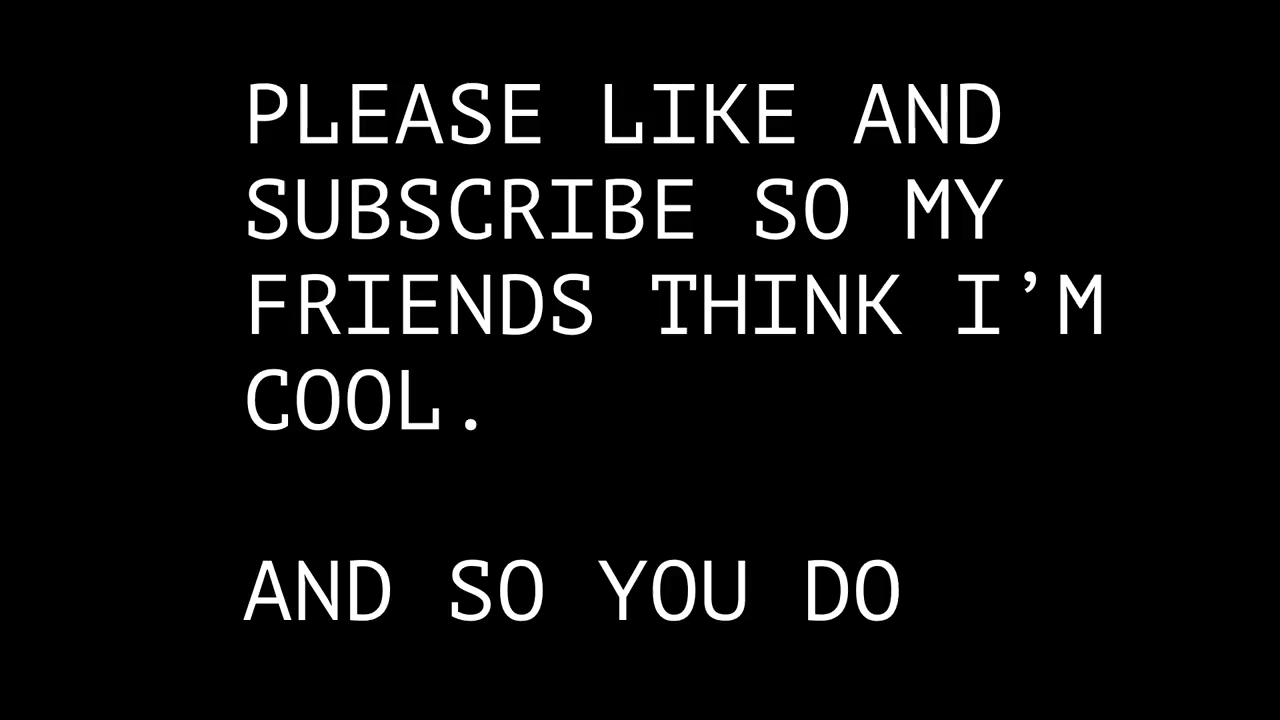 PLEASE LIKE AND
SUBSCRIBE SO MY
FRIENDS THINK I’M
COOL.
AND SO YOU DO